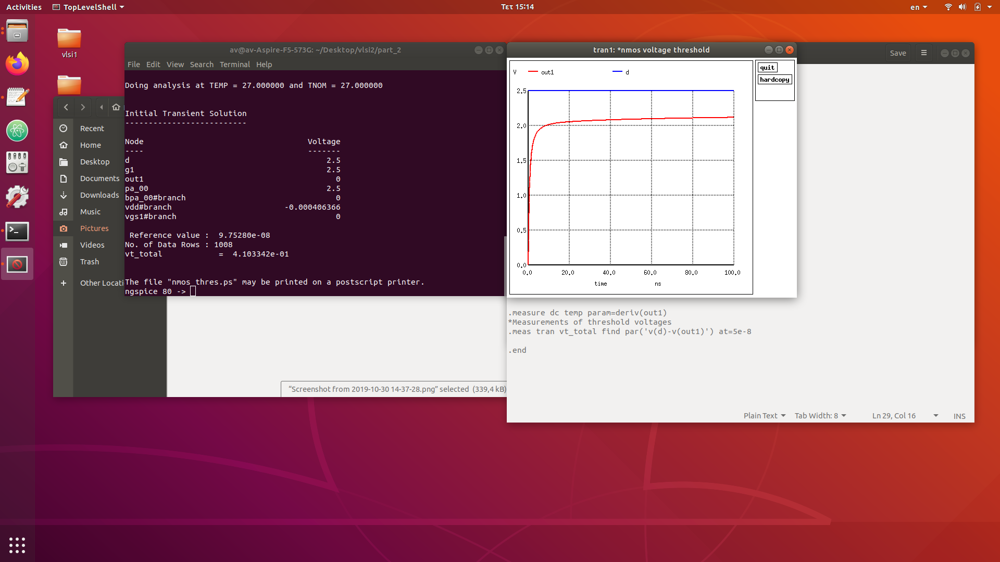 Activities
TopLevelShell
Τετ 15:14
en
vlsi1
av@av-Aspire-F5-573G: ~/Desktop/vlsi2/part_2
File Edit View Search Terminal Help
Doing analysis at TEMP = 27.000000 and TNOM = 27.000000
Initial Transient Solution
--------------------------
Node Voltage
---- -------
d 2.5
g1 2.5
out1 0
pa_00 2.5
bpa_00#branch 0
vdd#branch -0.000406366
vgs1#branch 0
Reference value : 9.75280e-08
No. of Data Rows : 1008
vt_total = 4.103342e-01
The file "nmos_thres.ps" may be printed on a postscript printer.
ngspice 80 ->
Recent
Home
Desktop
Documents
Downloads
Music
Pictures
Videos
Trash
Other Locati
“Screenshot from 2019-10-30 14-37-28.png” selected (339,4 kB)
tran1: *nmos voltage threshold
V out1 d
quit
hardcopy
2.5
2.0
1.5
1.0
0.5
0.0
0.0 20.0 40.0 60.0 80.0 100.0
time ns
Save
.measure dc temp param=deriv(out1)
*Measurements of threshold voltages
.meas tran vt_total find par('v(d)-v(out1)') at=5e-8
.end
Plain Text Tab Width: 8 Ln 29, Col 16 INS